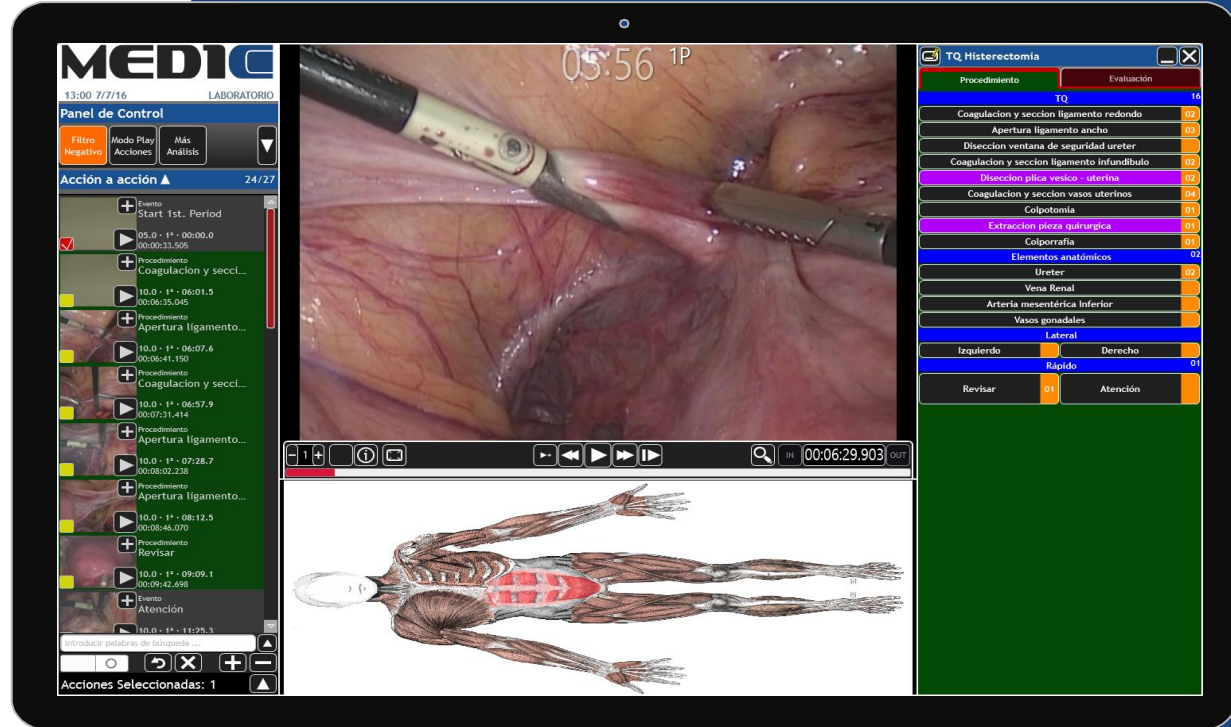 MEDIC
13:00 7/7/16 LABORATORIO
Panel de Control
Filtro Negativo
Modo Play Acciones
Más Análisis
Acción a acción ▲ 24/27
Evento
Start 1st. Period
05.0 · 1ª · 00:00.0
00:00:33.505
Procedimiento
Coagulacion y secci...
10.0 · 1ª · 06:01.5
00:06:35.045
Procedimiento
Apertura ligamento...
10.0 · 1ª · 06:07.6
00:06:41.150
Procedimiento
Coagulacion y secci...
10.0 · 1ª · 06:57.9
00:07:31.414
Procedimiento
Apertura ligamento...
10.0 · 1ª · 07:28.7
00:08:02.238
Procedimiento
Apertura ligamento...
10.0 · 1ª · 08:12.5
00:08:46.070
Procedimiento
Revisar
10.0 · 1ª · 09:09.1
00:09:42.698
Evento
Atención
10.0 · 1ª · 11:25.3
Introducir palabras de búsqueda ...
Acciones Seleccionadas: 1
05:56 1P
1
IN 00:06:29.903 OUT
TQ Histerectomia
Procedimiento Evaluación
TQ 16
Coagulacion y seccion ligamento redondo 02
Apertura ligamento ancho 03
Diseccion ventana de seguridad ureter
Coagulacion y seccion ligamento infundibulo 02
Diseccion plica vesico - uterina 02
Coagulacion y seccion vasos uterinos 04
Colpotomia 01
Extraccion pieza quirurgica 01
Colporrafia 01
Elementos anatómicos 02
Ureter 02
Vena Renal
Arteria mesentérica Inferior
Vasos gonadales
Lateral
Izquierdo Derecho
Rápido 01
Revisar 01 Atención